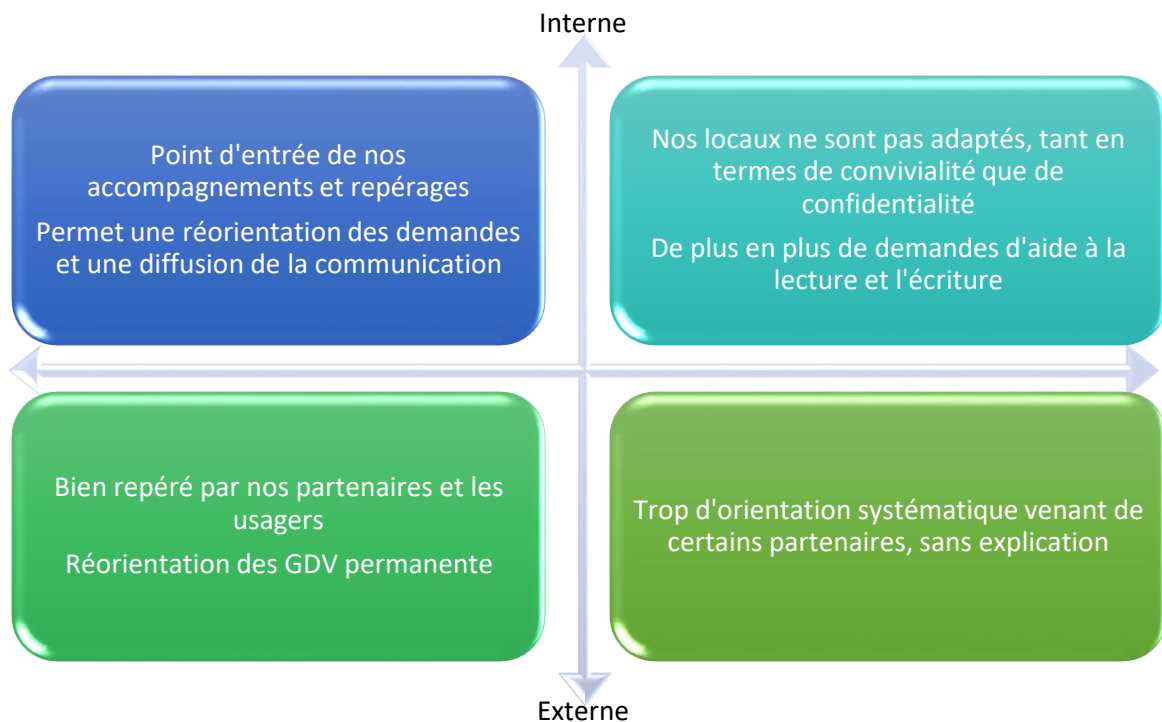 Interne
Point d'entrée de nos
accompagnements et repérages
Permet une réorientation des demandes
et une diffusion de la communication
Nos locaux ne sont pas adaptés, tant en
termes de convivialité que de
confidentialité
De plus en plus de demandes d'aide à la
lecture et l'écriture
Bien repéré par nos partenaires et les
usagers
Réorientation des GDV permanente
Trop d'orientation systématique venant de
certains partenaires, sans explication
Externe